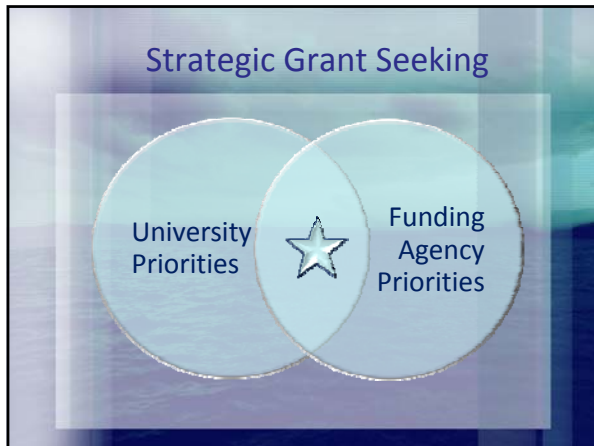 Strategic Grant Seeking
University
Priorities
Funding
Agency
Priorities